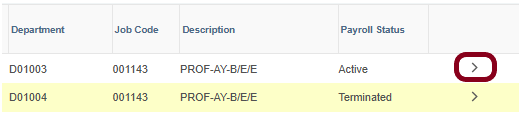 Department Job Code Description Payroll Status
D01003 001143 PROF-AY-B/E/E Active >
D01004 001143 PROF-AY-B/E/E Terminated >